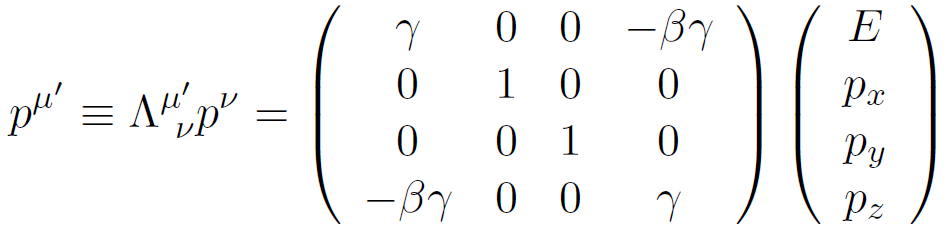 $p^{\mu'} \equiv \Lambda^{\mu'}{}_{\nu} p^{\nu} = \begin{pmatrix} \gamma & 0 & 0 & -\beta\gamma \\ 0 & 1 & 0 & 0 \\ 0 & 0 & 1 & 0 \\ -\beta\gamma & 0 & 0 & \gamma \end{pmatrix} \begin{pmatrix} E \\ p_x \\ p_y \\ p_z \end{pmatrix}$